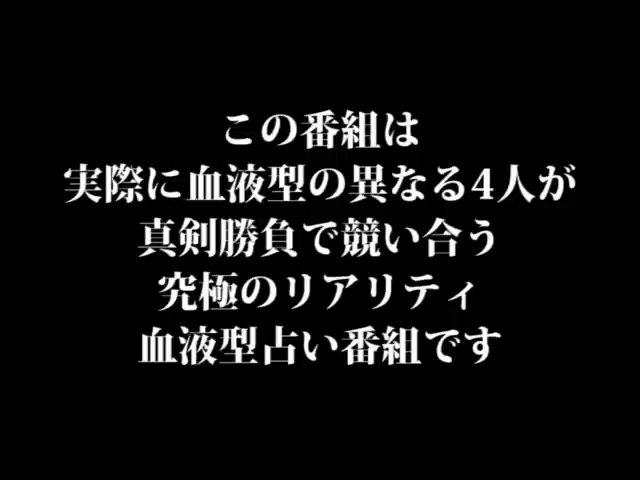 この番組は
実際に血液型の異なる4人が
真剣勝負で競い合う
究極のリアリティ
血液型占い番組です